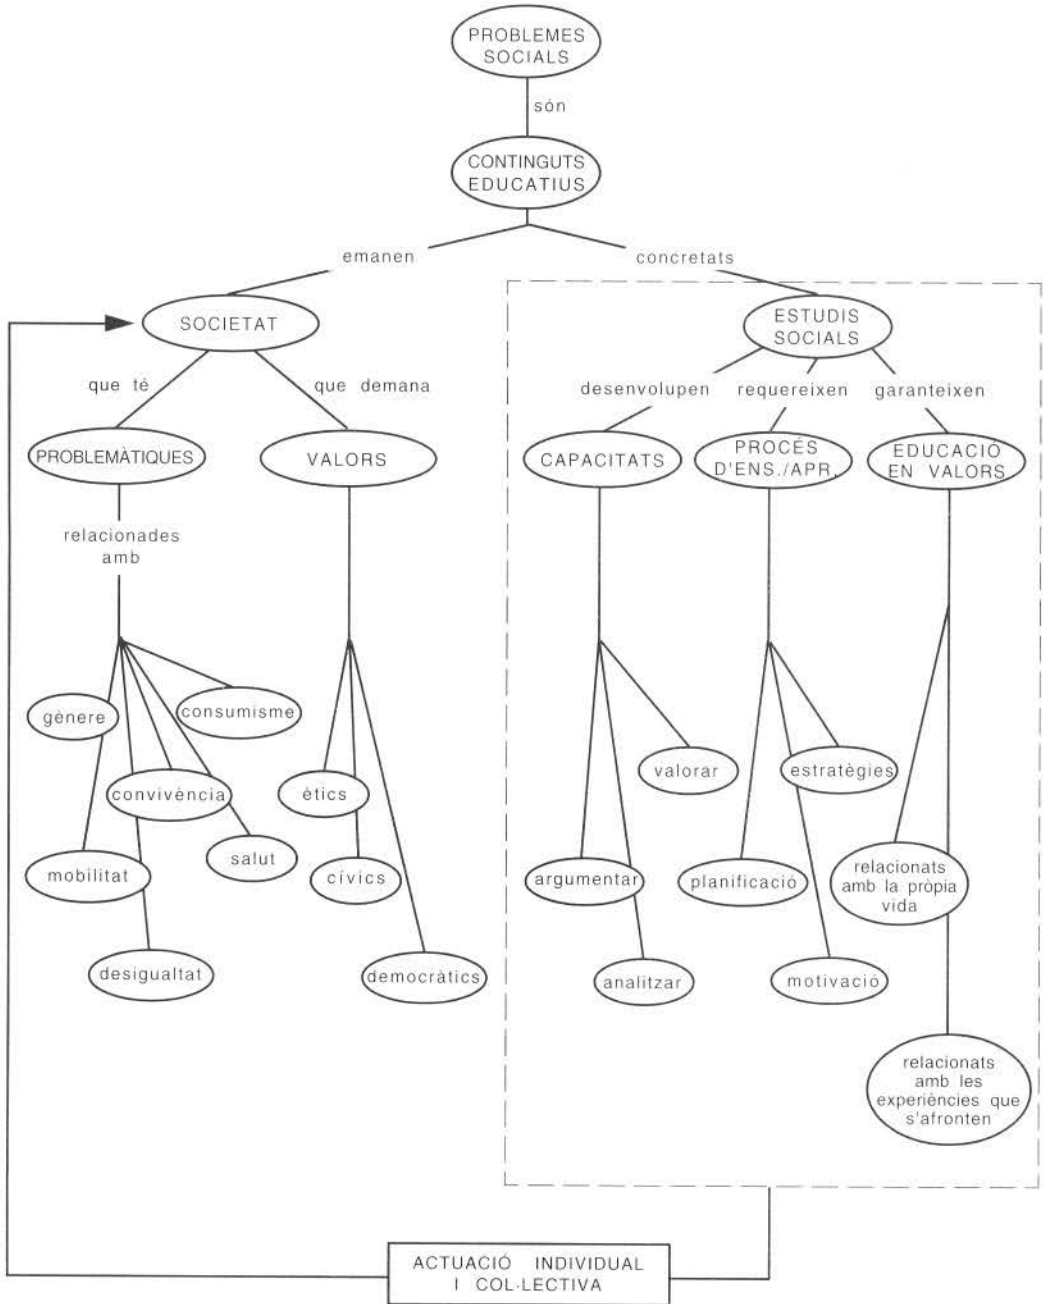 PROBLEMES
SOCIALS
són
CONTINGUTS
EDUCATIUS
emanen
concretats
SOCIETAT
ESTUDIS
SOCIALS
que té
que demana
desenvolupen
requereixen
garanteixen
PROBLEMÀTIQUES
VALORS
CAPACITATS
PROCÉS
D'ENS./APR.
EDUCACIÓ
EN VALORS
relacionades
amb
gènere
consumisme
convivència
mobilitat
salut
desigualtat
ètics
cívics
democràtics
valorar
argumentar
analitzar
estratègies
planificació
motivació
relacionats
amb la pròpia
vida
relacionats
amb les
experiències que
s'afronten
ACTUACIÓ INDIVIDUAL
I COL·LECTIVA